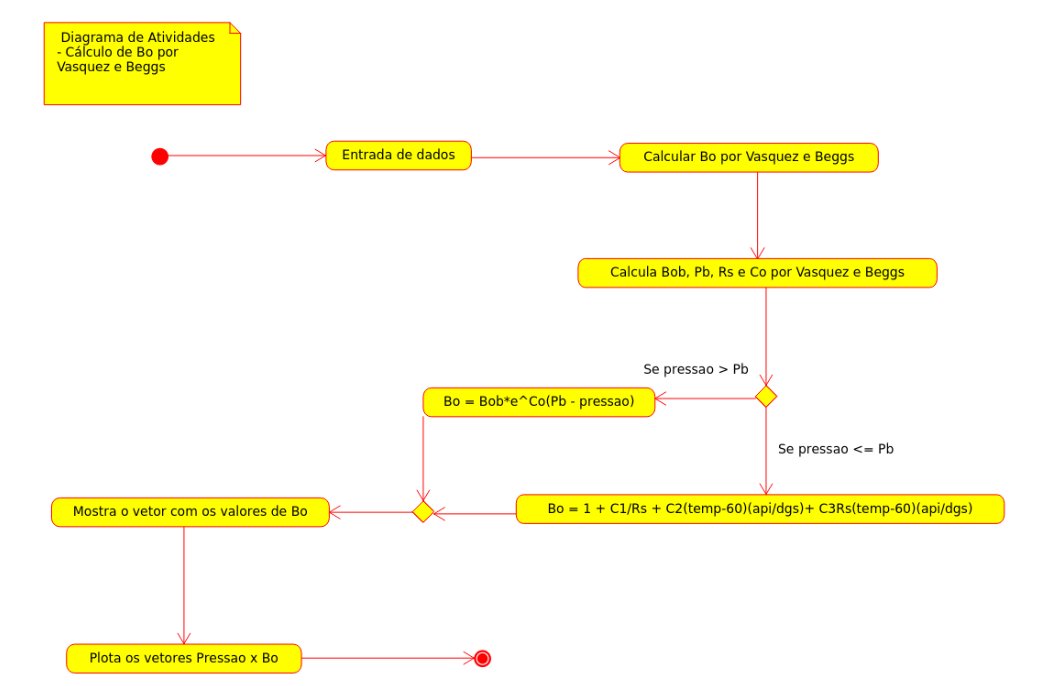 Diagrama de Atividades
- Cálculo de Bo por
Vasquez e Beggs
Entrada de dados
Calcular Bo por Vasquez e Beggs
Calcula Bob, Pb, Rs e Co por Vasquez e Beggs
Se pressao > Pb
Bo = Bob*e^Co(Pb - pressao)
Se pressao <= Pb
Bo = 1 + C1/Rs + C2(temp-60)(api/dgs)+ C3Rs(temp-60)(api/dgs)
Mostra o vetor com os valores de Bo
Plota os vetores Pressao x Bo